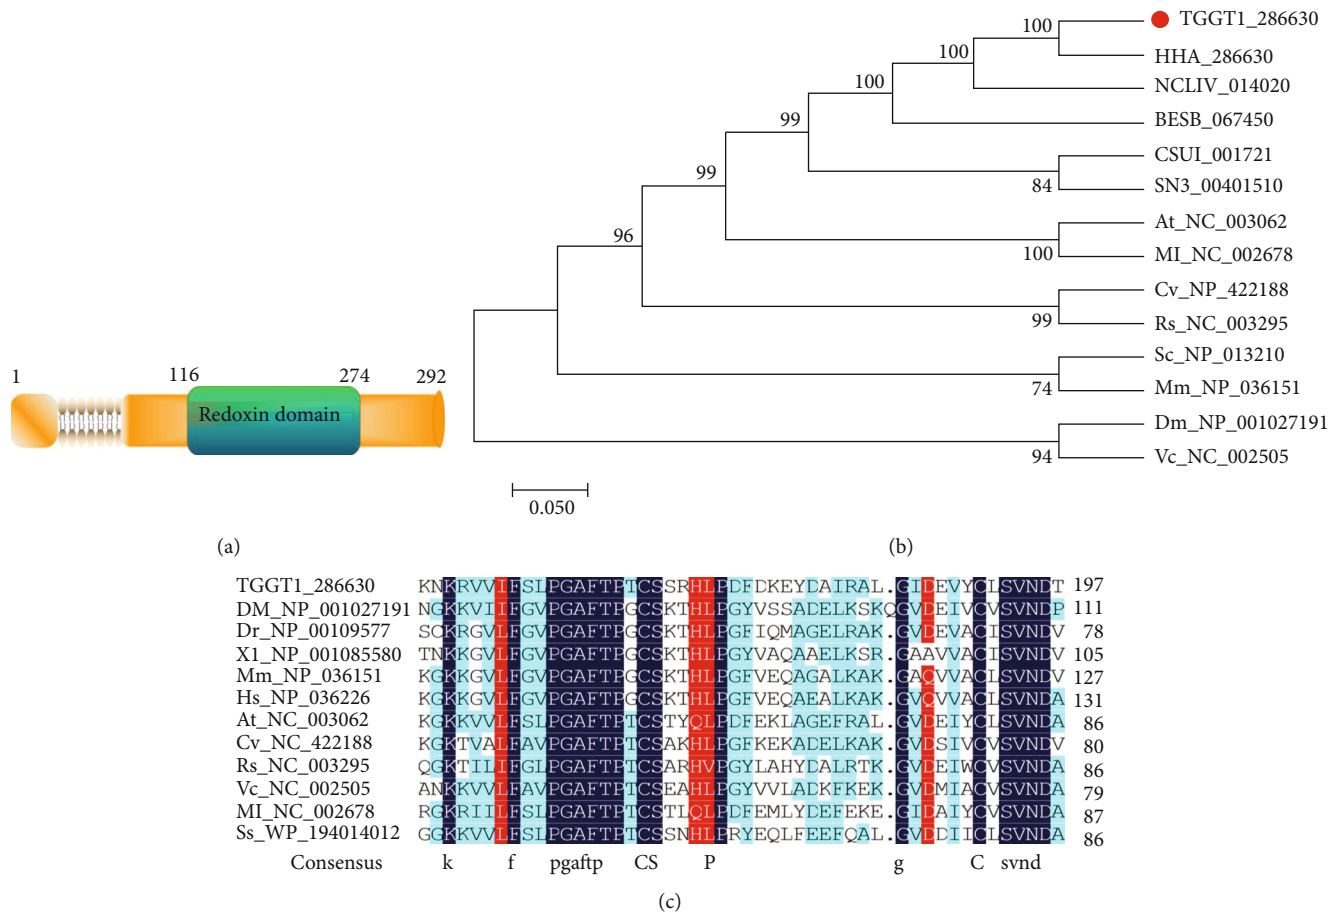 TGGT1_286630
100
HHA_286630
100
NCLIV_014020
100
BESB_067450
99
CSUI_001721
99
SN3_00401510
84
At_NC_003062
96
MI_NC_002678
100
Cv_NP_422188
Rs_NC_003295
99
Sc_NP_013210
Mm_NP_036151
74
Dm_NP_001027191
Vc_NC_002505
94
0.050
1 116 274 292
Redoxin domain
(a)
(b)
TGGT1_286630 KNKRVVIFSLPGAFTPTCSSRHLPDFDKEYDAIRAL.GIDEVYCISVNDT 197
DM_NP_001027191 NGKKVIIFGVPGAFTPGCSKTHLPGYVSSADELKSKQGVDEIVCVSVNDP 111
Dr_NP_00109577 SCKRGVLFGVPGAFTPGCSKTHLPGFIQMAGELRAK.GVDEVACISVNDV 78
X1_NP_001085580 TNKKGVLFGVPGAFTPGCSKTHLPGYVAQAAELKSR.GAAVVACISVNDV 105
Mm_NP_036151 KGKKGVLFGVPGAFTPGCSKTHLPGFVEQAGALKAK.GAQVVACLSVNDV 127
Hs_NP_036226 KGKKGVLFGVPGAFTPGCSKTHLPGFVEQAEALKAK.GVQVVACLSVNDA 131
At_NC_003062 KGKKVVLFSLPGAFTPTCSTYQLPDFEKLAGEFRAL.GVDEIYCLSVNDA 86
Cv_NC_422188 KGKTVALFAVPGAFTPTCSAKHLPGFKEKADELKAK.GVDSIVCVSVNDV 80
Rs_NC_003295 QGKTILIFGVPGAFTPTCSARHVPGYLAHYDALRTK.GVDEIWCVSVNDA 86
Vc_NC_002505 ANKKVVLFAVPGAFTPTCSEAHLPGYVVLADKFKEK.GVDMIACVSVNDA 79
MI_NC_002678 RGKRIILFSLPGAFTPTCSTLQLPDFEMLYDEFEKE.GIDAIYCVSVNDA 87
Ss_WP_194014012 GGKKVVLFSLPGAFTPTCSSNHLPRYEQLFEEFQAL.GVDDIICLSVNDA 86
Consensus k f pgaftp CS P g C svnd
(c)